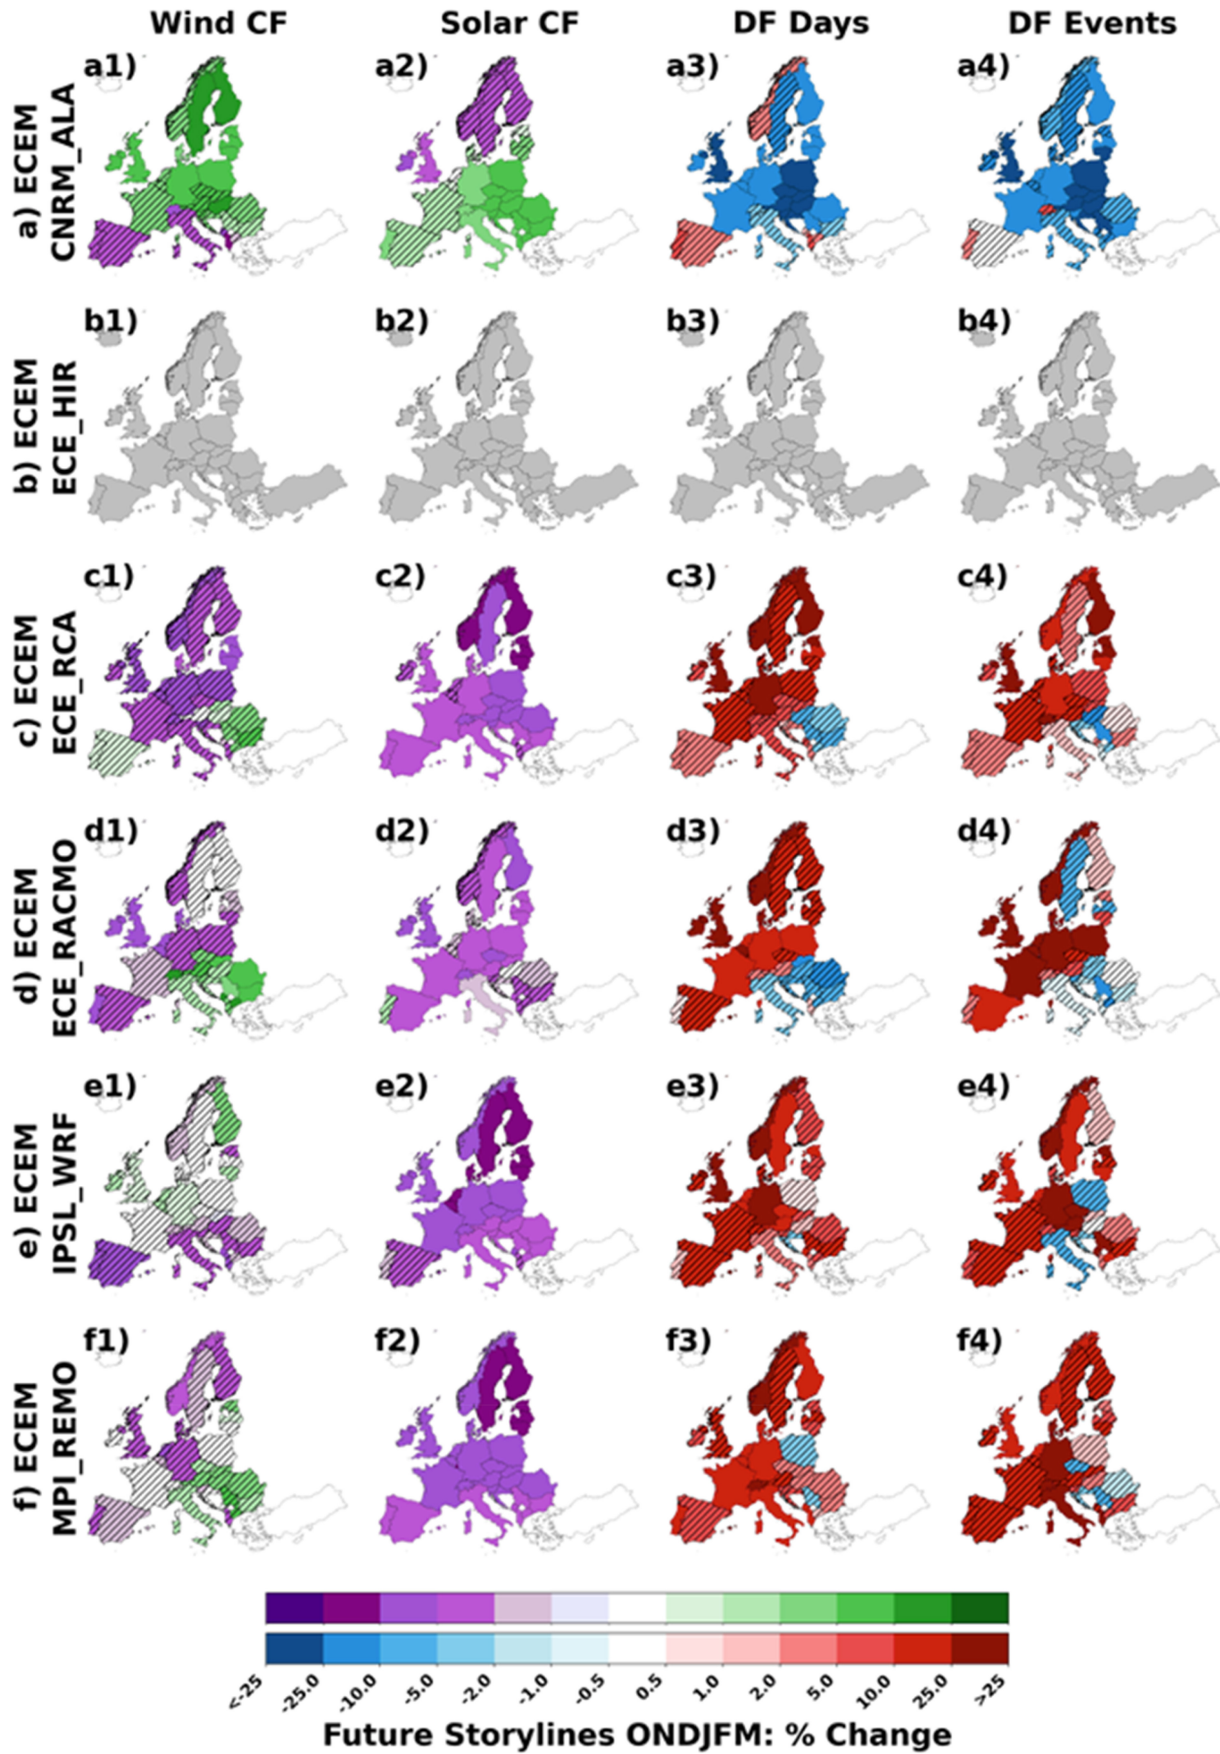 Wind CF Solar CF DF Days DF Events
a) ECEM
CNRM_ALA
a1) a2) a3) a4)
b) ECEM
ECE_HIR
b1) b2) b3) b4)
c) ECEM
ECE_RCA
c1) c2) c3) c4)
d) ECEM
ECE_RACMO
d1) d2) d3) d4)
e) ECEM
IPSL_WRF
e1) e2) e3) e4)
f) ECEM
MPI_REMO
f1) f2) f3) f4)
<-25 -25.0 -10.0 -5.0 -2.0 -1.0 -0.5 0.5 1.0 2.0 5.0 10.0 25.0 >25
Future Storylines ONDJFM: % Change